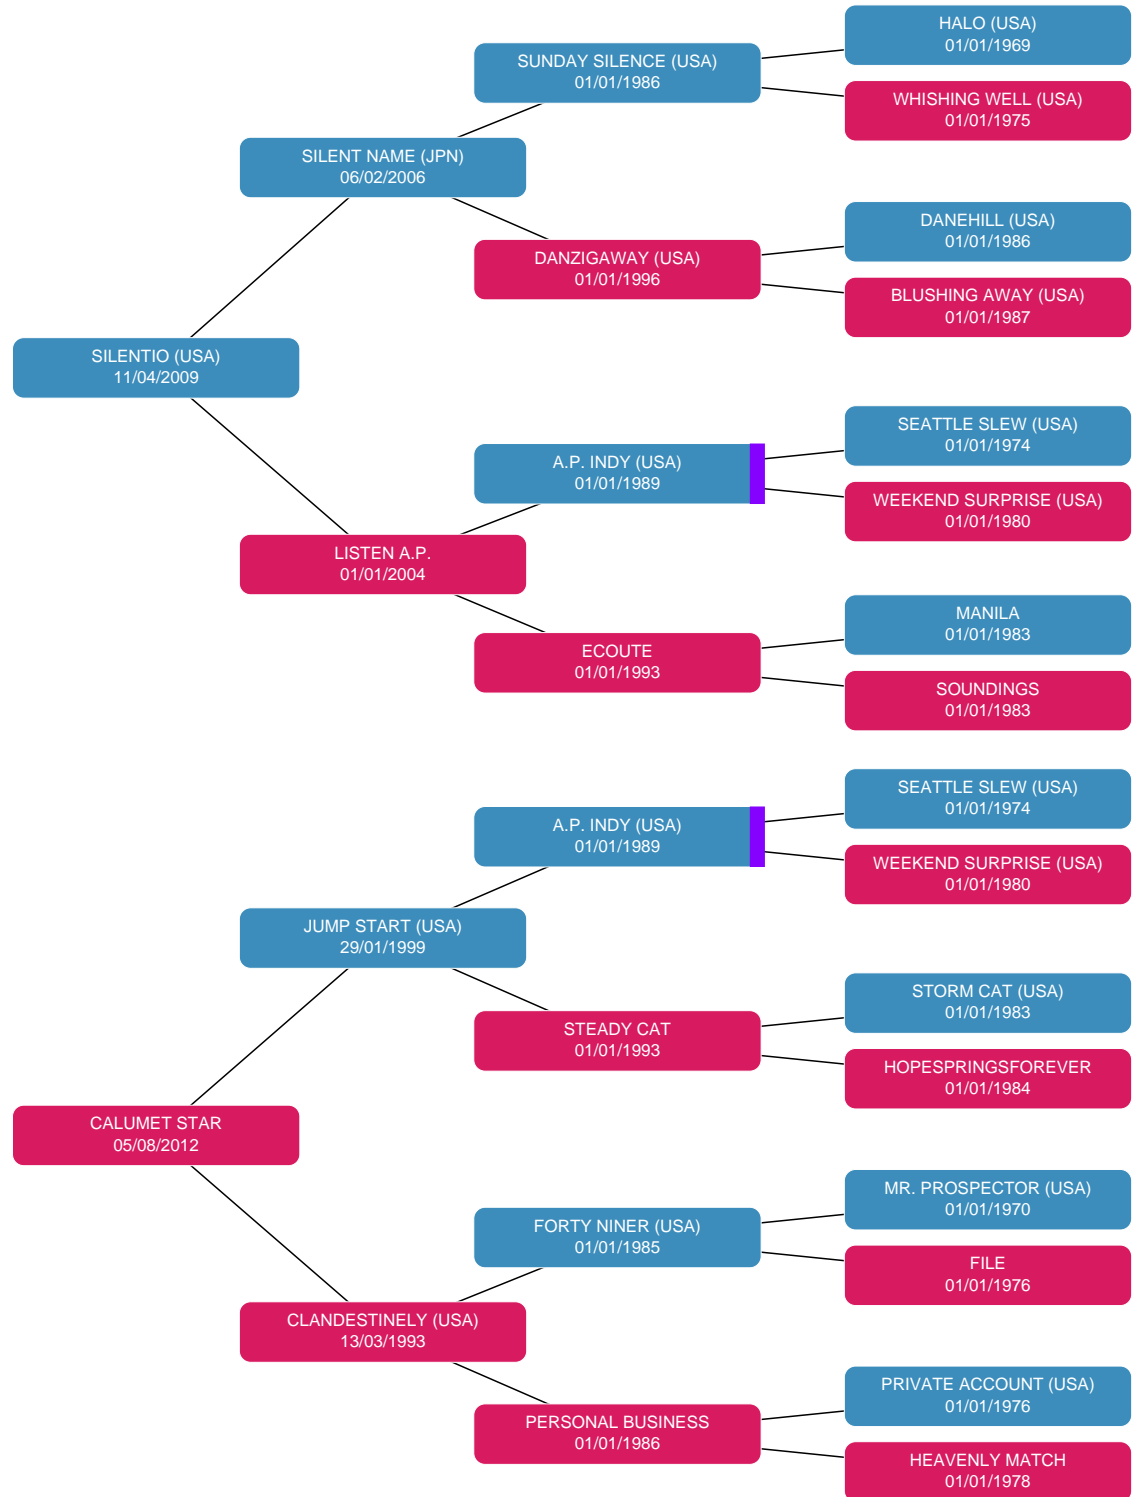 HALO (USA)
01/01/1969
SUNDAY SILENCE (USA)
01/01/1986
WHISHING WELL (USA)
01/01/1975
SILENT NAME (JPN)
06/02/2006
DANEHILL (USA)
01/01/1986
DANZIGAWAY (USA)
01/01/1996
BLUSHING AWAY (USA)
01/01/1987
SILENTIO (USA)
11/04/2009
SEATTLE SLEW (USA)
01/01/1974
A.P. INDY (USA)
01/01/1989
WEEKEND SURPRISE (USA)
01/01/1980
LISTEN A.P.
01/01/2004
MANILA
01/01/1983
ECOUTE
01/01/1993
SOUNDINGS
01/01/1983
SEATTLE SLEW (USA)
01/01/1974
A.P. INDY (USA)
01/01/1989
WEEKEND SURPRISE (USA)
01/01/1980
JUMP START (USA)
29/01/1999
STORM CAT (USA)
01/01/1983
STEADY CAT
01/01/1993
HOPESPRINGSFOREVER
01/01/1984
CALUMET STAR
05/08/2012
MR. PROSPECTOR (USA)
01/01/1970
FORTY NINER (USA)
01/01/1985
FILE
01/01/1976
CLANDESTINELY (USA)
13/03/1993
PRIVATE ACCOUNT (USA)
01/01/1976
PERSONAL BUSINESS
01/01/1986
HEAVENLY MATCH
01/01/1978